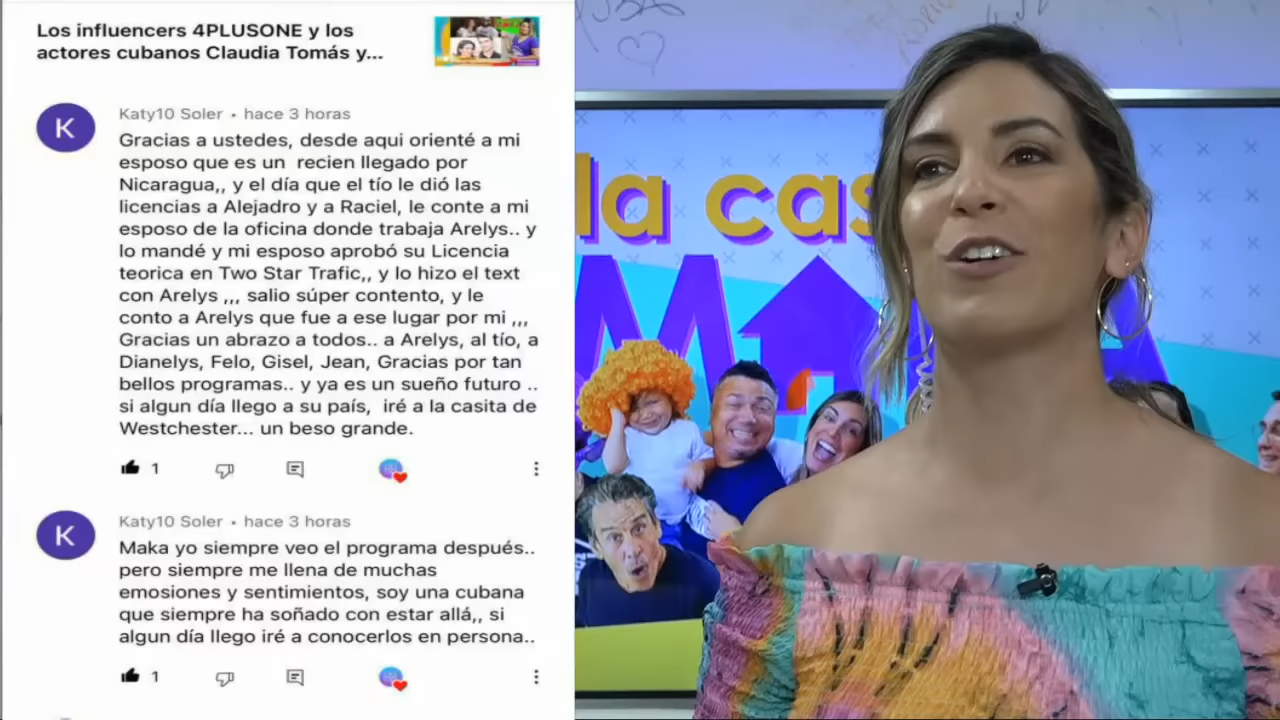 Los influencers 4PLUSONE y los
actores cubanos Claudia Tomás y...
K
Katy10 Soler • hace 3 horas
Gracias a ustedes, desde aqui orienté a mi
esposo que es un recien llegado por
Nicaragua,, y el día que el tío le dió las
licencias a Alejadro y a Raciel, le conte a mi
esposo de la oficina donde trabaja Arelys.. y
lo mandé y mi esposo aprobó su Licencia
teorica en Two Star Trafic,, y lo hizo el text
con Arelys ,,, salio súper contento, y le
conto a Arelys que fue a ese lugar por mi ,,,
Gracias un abrazo a todos.. a Arelys, al tío, a
Dianelys, Felo, Gisel, Jean, Gracias por tan
bellos programas.. y ya es un sueño futuro ..
si algun día llego a su país, iré a la casita de
Westchester... un beso grande.
1
K
Katy10 Soler • hace 3 horas
Maka yo siempre veo el programa después..
pero siempre me llena de muchas
emociones y sentimientos, soy una cubana
que siempre ha soñado con estar allá,, si
algun día llego iré a conocerlos en persona..
1
la cas